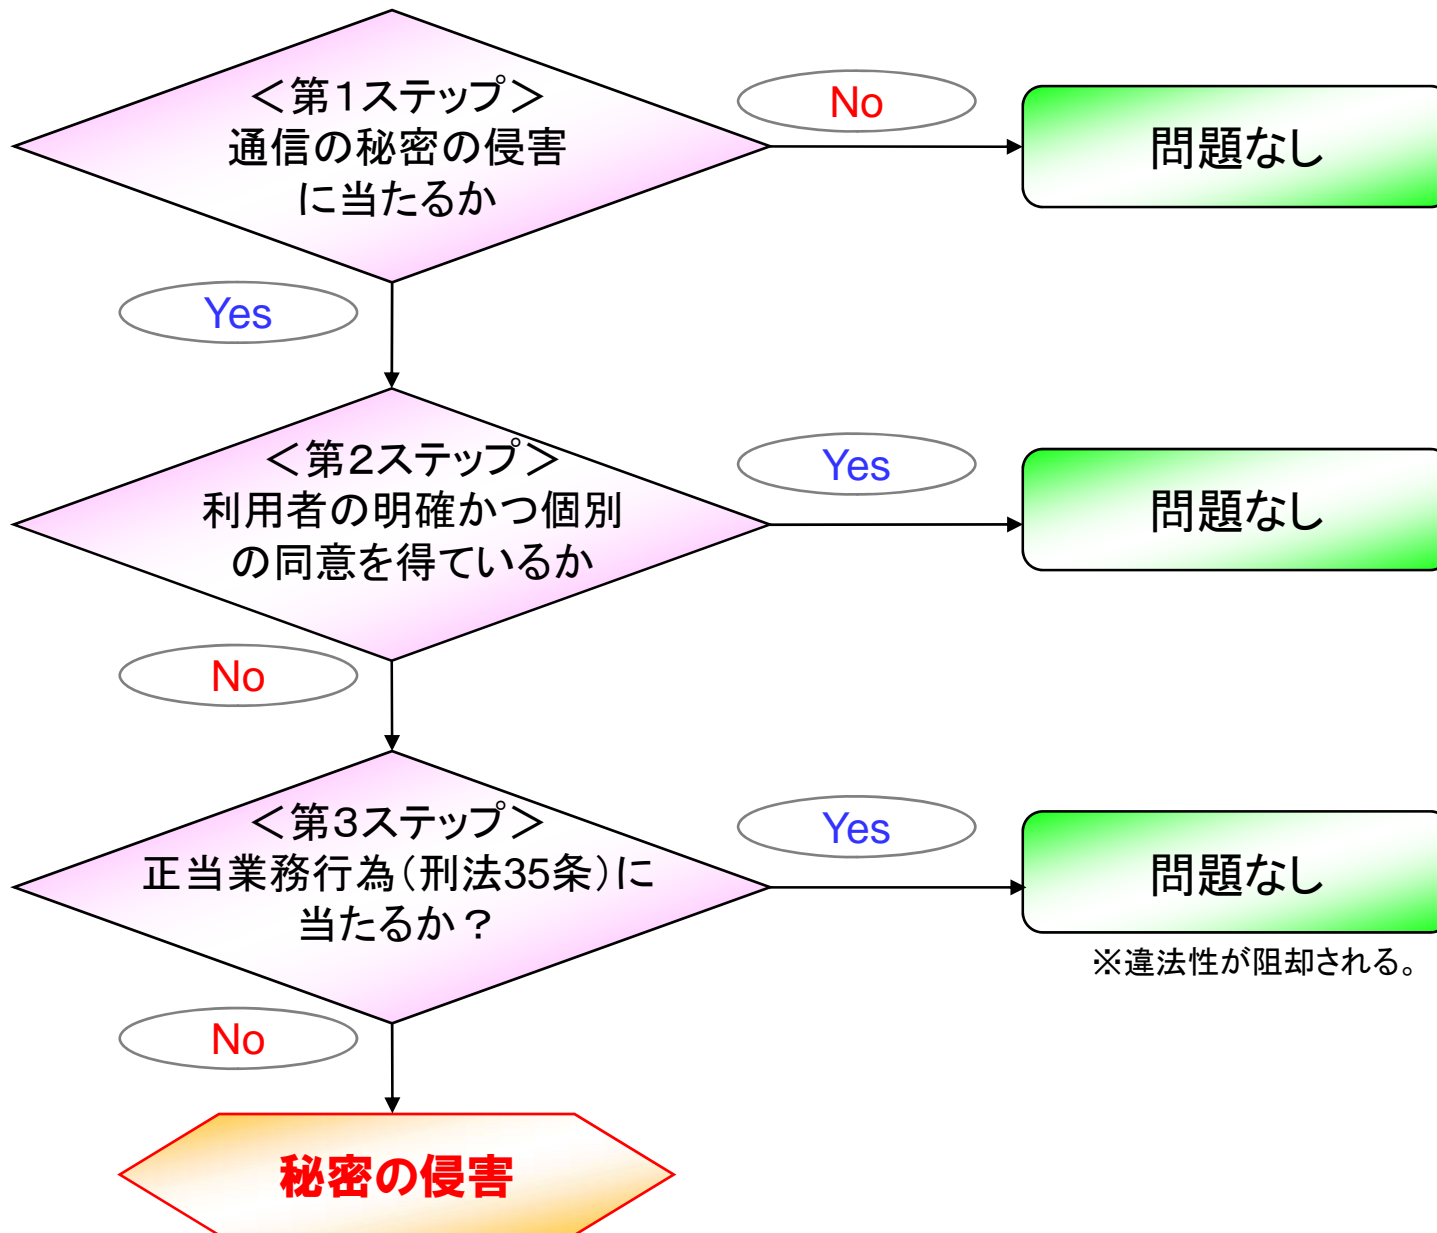 ＜第１ステップ＞
通信の秘密の侵害
に当たるか
No
問題なし
Yes
＜第２ステップ＞
利用者の明確かつ個別
の同意を得ているか
Yes
問題なし
No
＜第３ステップ＞
正当業務行為（刑法35条）に
当たるか？
Yes
問題なし
※違法性が阻却される。
No
秘密の侵害